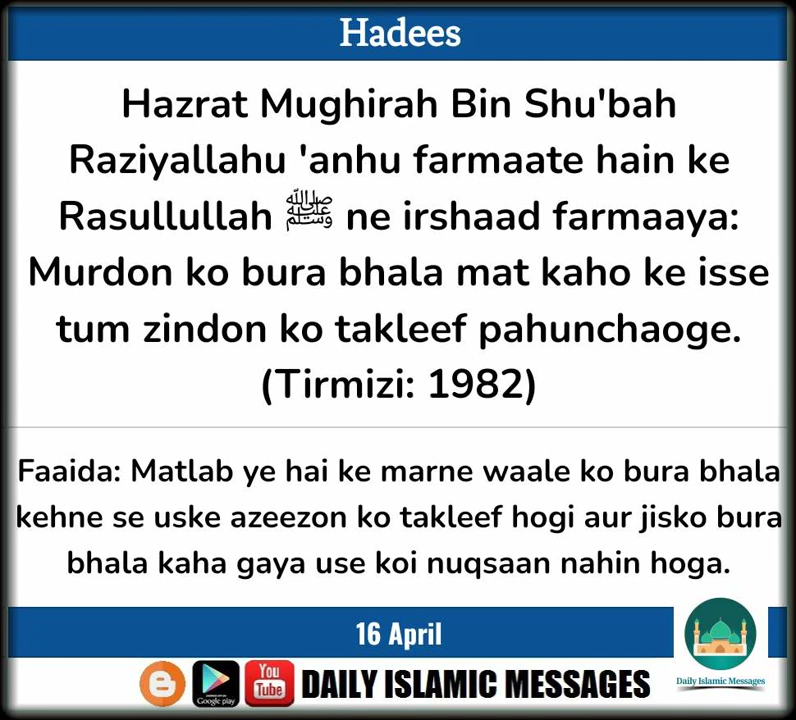 Hadees
Hazrat Mughirah Bin Shu'bah
Raziyallahu 'anhu farmaate hain ke
Rasullullah ﷺ ne irshaad farmaaya:
Murdon ko bura bhala mat kaho ke isse
tum zindon ko takleef pahunchaoge.
(Tirmizi: 1982)
Faaida: Matlab ye hai ke marne waale ko bura bhala
kehne se uske azeezon ko takleef hogi aur jisko bura
bhala kaha gaya use koi nuqsaan nahin hoga.
16 April
Google play
You
Tube
DAILY ISLAMIC MESSAGES
Daily Islamic Messages